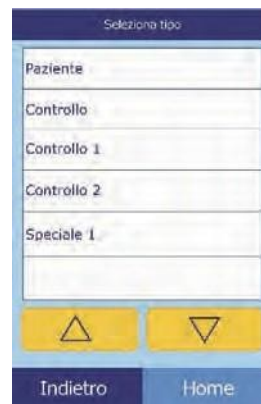 Seleziona tipo
Paziente
Controllo
Controllo 1
Controllo 2
Speciale 1
Indietro Home